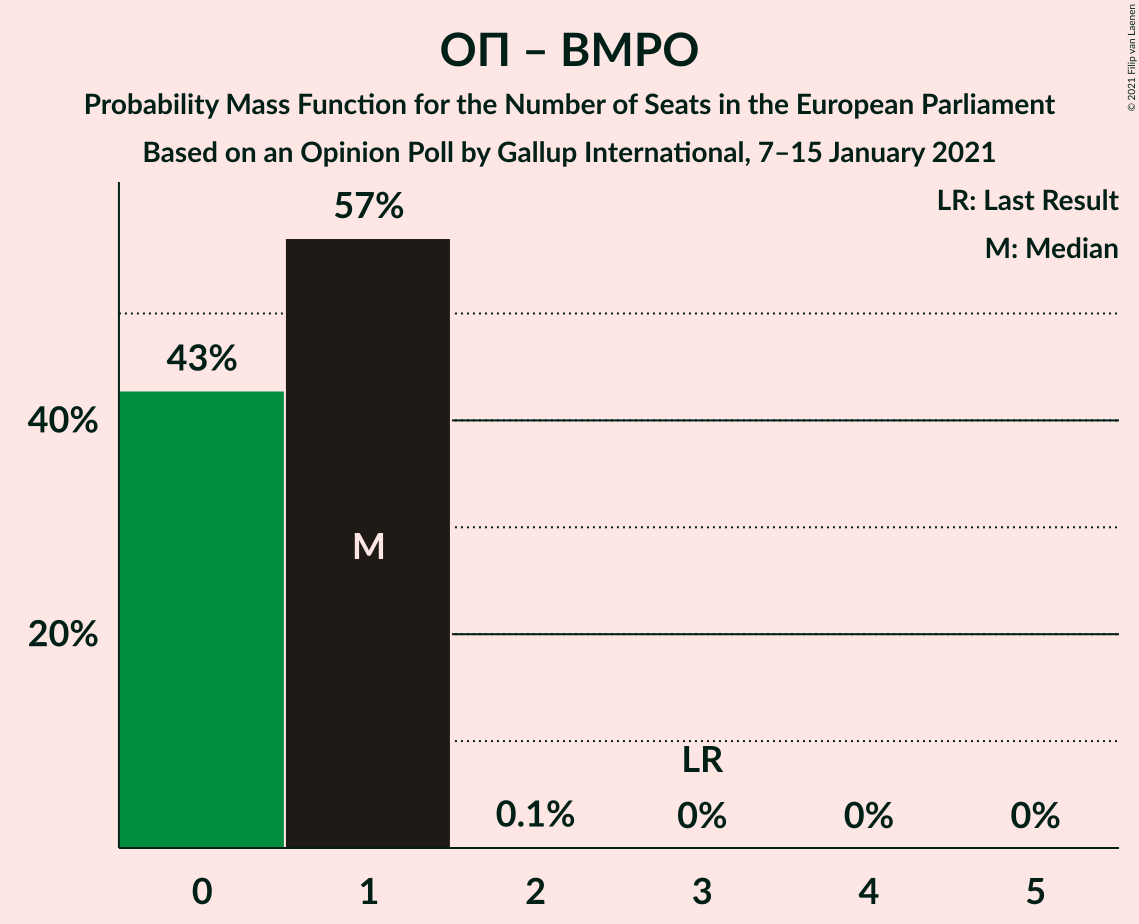 ОП – ВМРО
Probability Mass Function for the Number of Seats in the European Parliament
Based on an Opinion Poll by Gallup International, 7–15 January 2021
© 2021 Filip van Laenen
LR: Last Result
M: Median
57%
43%
40%
M
20%
LR
0.1% 0% 0% 0%
0 1 2 3 4 5